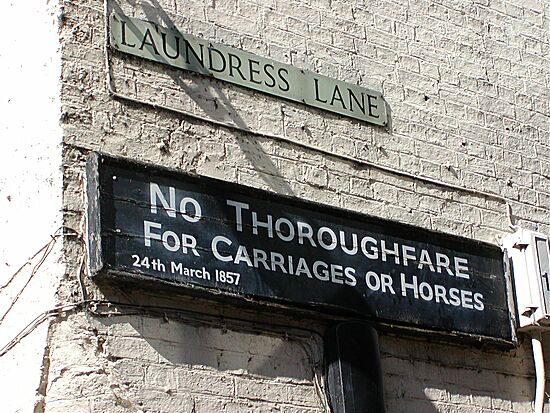 LAUNDRESS LANE
NO THOROUGHFARE
FOR CARRIAGES OR HORSES
24th March 1857